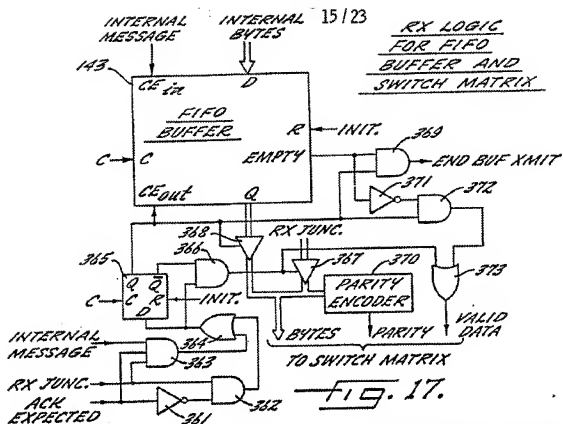 15/23
INTERNAL MESSAGE
INTERNAL BYTES
RX LOGIC
FOR FIFO
BUFFER AND
SWITCH MATRIX
143
CE in
D
FIFO
BUFFER
R
INIT.
C
C
EMPTY
369
END BUF XMIT
CE out
Q
371
372
368
RX JUNC.
366
367
370
365
Q
Q̅
C
C
R
INIT.
D
PARITY
ENCODER
373
364
BYTES
PARITY
VALID
DATA
INTERNAL
MESSAGE
363
TO SWITCH MATRIX
RX JUNC.
ACK
EXPECTED
361
362
Fig. 17.